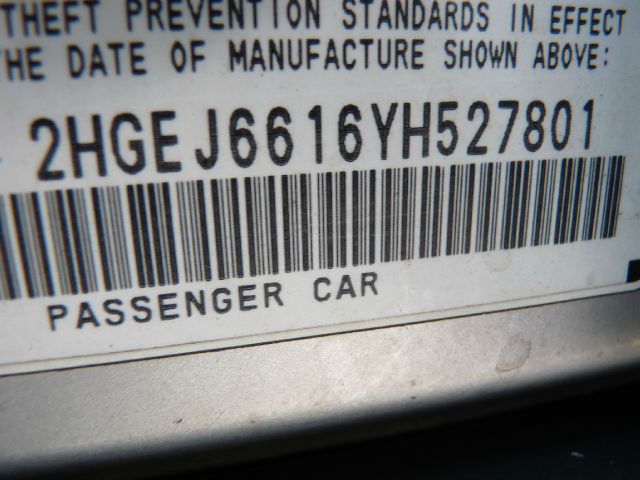 THEFT PREVENTION STANDARDS IN EFFECT
THE DATE OF MANUFACTURE SHOWN ABOVE:
2HGEJ6616YH527801
PASSENGER CAR